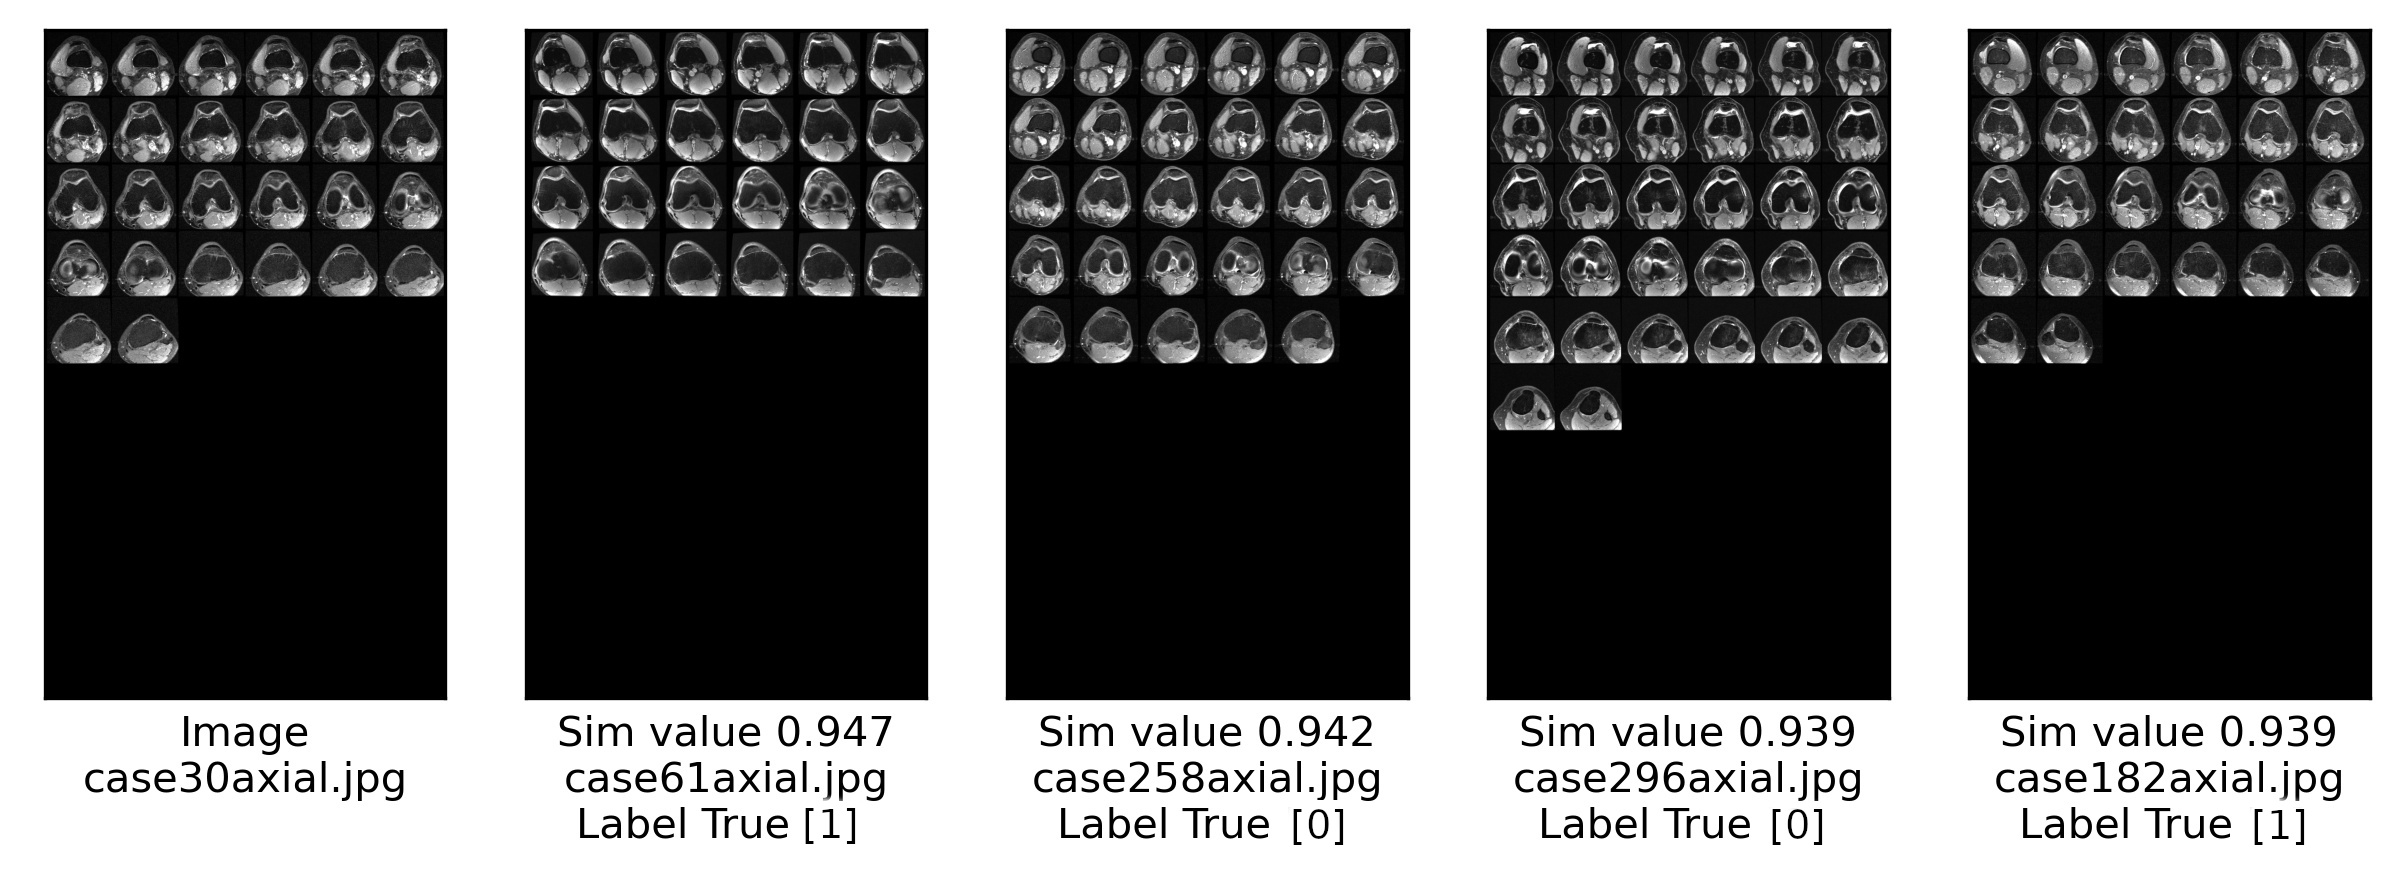 Image
case30axial.jpg
Sim value 0.947
case61axial.jpg
Label True [1]
Sim value 0.942
case258axial.jpg
Label True [0]
Sim value 0.939
case296axial.jpg
Label True [0]
Sim value 0.939
case182axial.jpg
Label True [1]